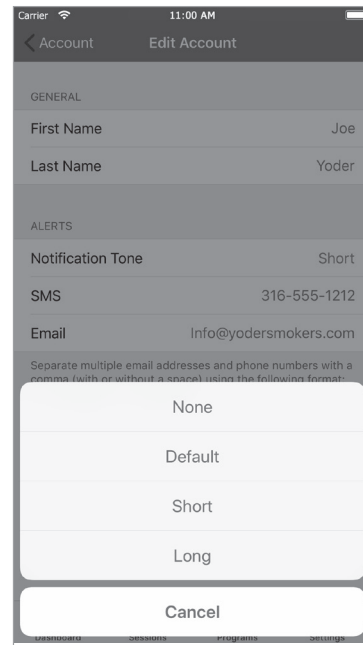 Carrier 11:00 AM
Account Edit Account
GENERAL
First Name Joe
Last Name Yoder
ALERTS
Notification Tone Short
SMS 316-555-1212
Email Info@yodersmokers.com
Separate multiple email addresses and phone numbers with a
comma (with or without a space) using the following format:
None
Default
Short
Long
Cancel
Dashboard Sessions Programs Settings